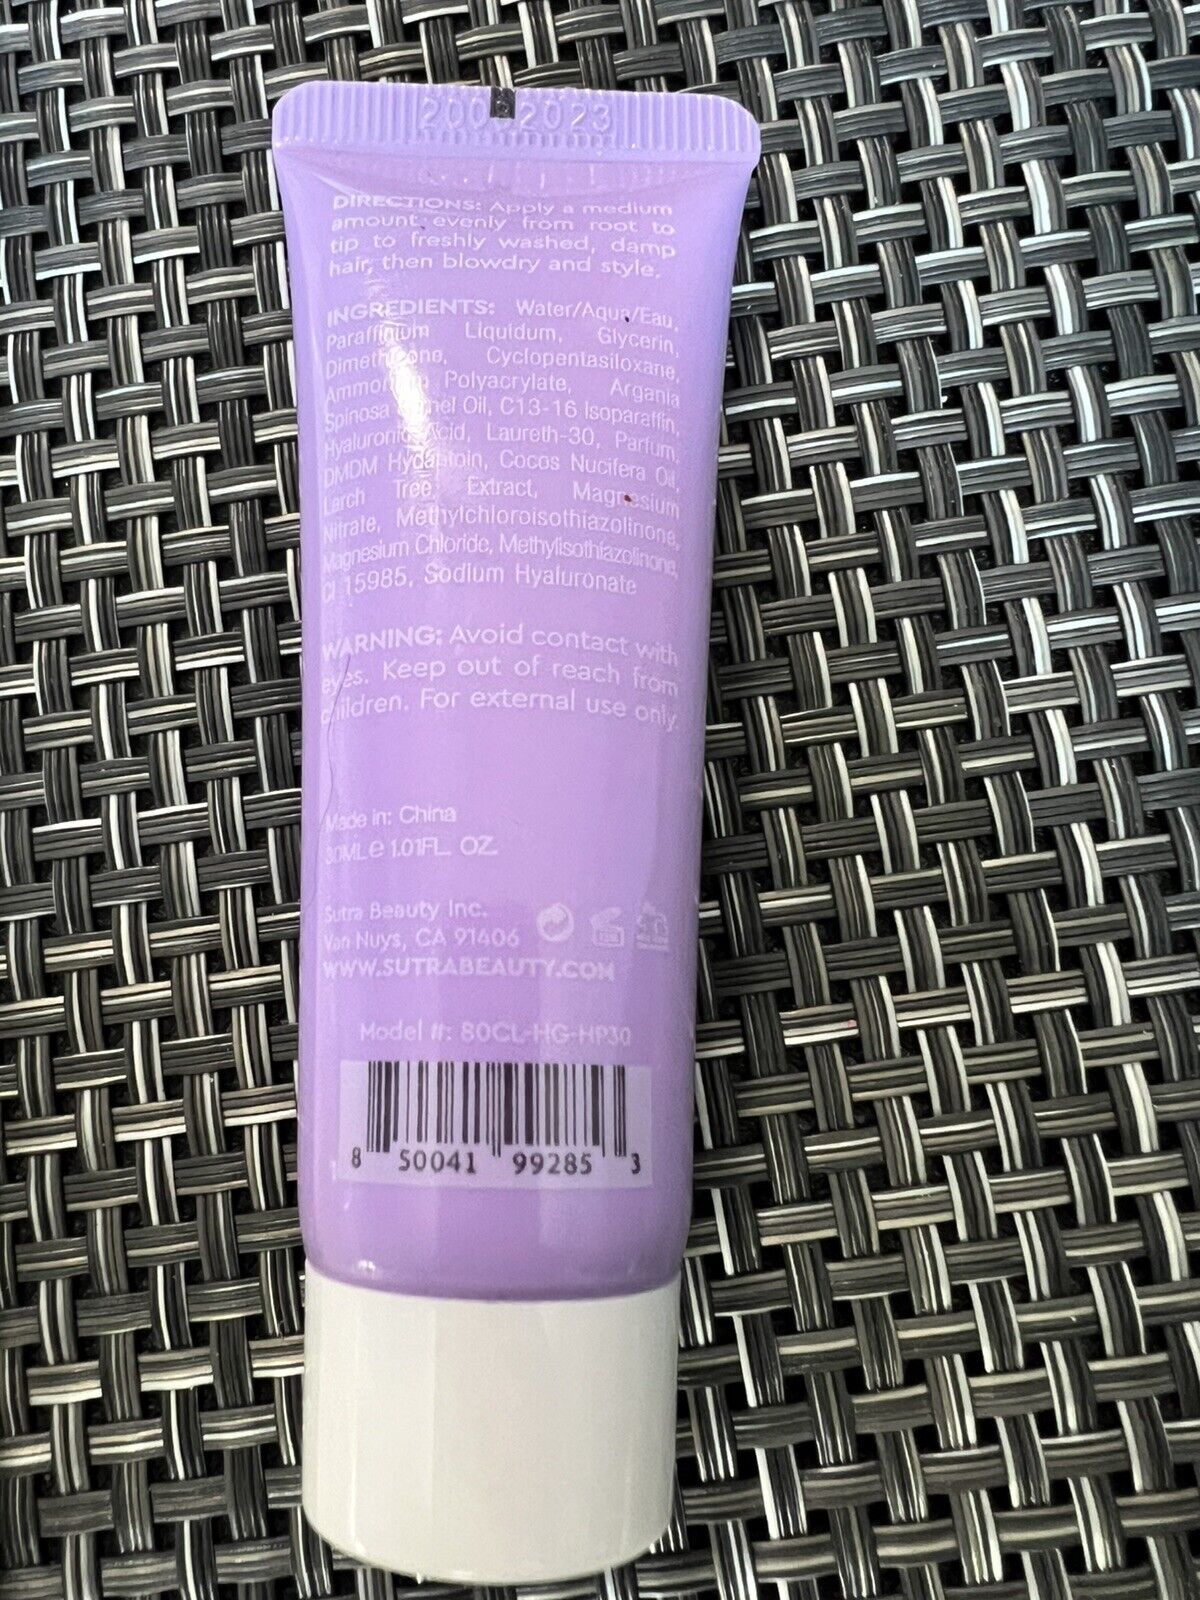 2023
DIRECTIONS: Apply a medium
amount evenly from root to
tip to freshly washed, damp
hair, then blowdry and style.
INGREDIENTS: Water/Aqua/Eau,
Paraffinium Liquidum, Glycerin,
Dimethicone, Cyclopentasiloxane,
Ammonium Polyacrylate, Argania
Spinosa Kernel Oil, C13-16 Isoparaffin,
Hyaluronic Acid, Laureth-30, Parfum,
DMDM Hydantoin, Cocos Nucifera Oil,
Larch Tree Extract, Magnesium
Nitrate, Methylchloroisothiazolinone,
Magnesium Chloride, Methylisothiazolinone,
CI 15985, Sodium Hyaluronate
WARNING: Avoid contact with
eyes. Keep out of reach from
children. For external use only.
Made in: China
30ML e 1.01FL. OZ.
Sutra Beauty Inc.
Van Nuys, CA 91406
WWW.SUTRABEAUTY.COM
Model #: 80CL-HG-HP30
8 50041 99285 3